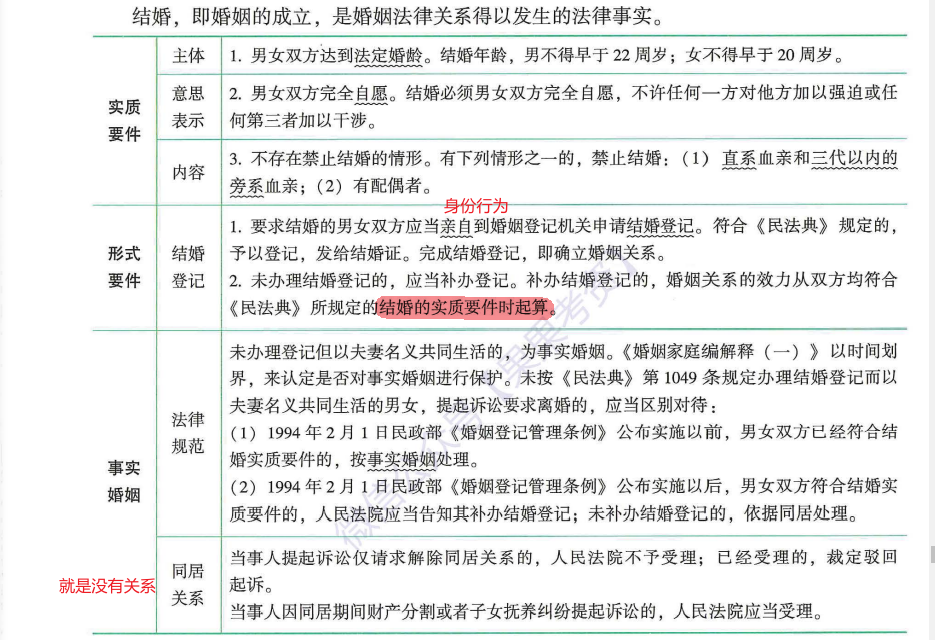 结婚，即婚姻的成立，是婚姻法律关系得以发生的法律事实。
实质
要件
主体
1. 男女双方达到法定婚龄。结婚年龄，男不得早于 22 周岁；女不得早于 20 周岁。
意思
表示
2. 男女双方完全自愿。结婚必须男女双方完全自愿，不许任何一方对他方加以强迫或任
何第三者加以干涉。
内容
3. 不存在禁止结婚的情形。有下列情形之一的，禁止结婚：（1）直系血亲和三代以内的
旁系血亲；（2）有配偶者。
身份行为
形式
要件
结婚
登记
1. 要求结婚的男女双方应当亲自到婚姻登记机关申请结婚登记。符合《民法典》规定的，
予以登记，发给结婚证。完成结婚登记，即确立婚姻关系。
2. 未办理结婚登记的，应当补办登记。补办结婚登记的，婚姻关系的效力从双方均符合
《民法典》所规定的结婚的实质要件时起算。
事实
婚姻
法律
规范
未办理登记但以夫妻名义共同生活的，为事实婚姻。《婚姻家庭编解释（一）》以时间划
界，来认定是否对事实婚姻进行保护。未按《民法典》第 1049 条规定办理结婚登记而以
夫妻名义共同生活的男女，提起诉讼要求离婚的，应当区别对待：
（1）1994 年 2 月 1 日民政部《婚姻登记管理条例》公布实施以前，男女双方已经符合结
婚实质要件的，按事实婚姻处理。
（2）1994 年 2 月 1 日民政部《婚姻登记管理条例》公布实施以后，男女双方符合结婚实
质要件的，人民法院应当告知其补办结婚登记；未补办结婚登记的，依据同居处理。
就是没有关系
同居
关系
当事人提起诉讼仅请求解除同居关系的，人民法院不予受理；已经受理的，裁定驳回
起诉。
当事人因同居期间财产分割或者子女抚养纠纷提起诉讼的，人民法院应当受理。
微信公众号【果果考资】